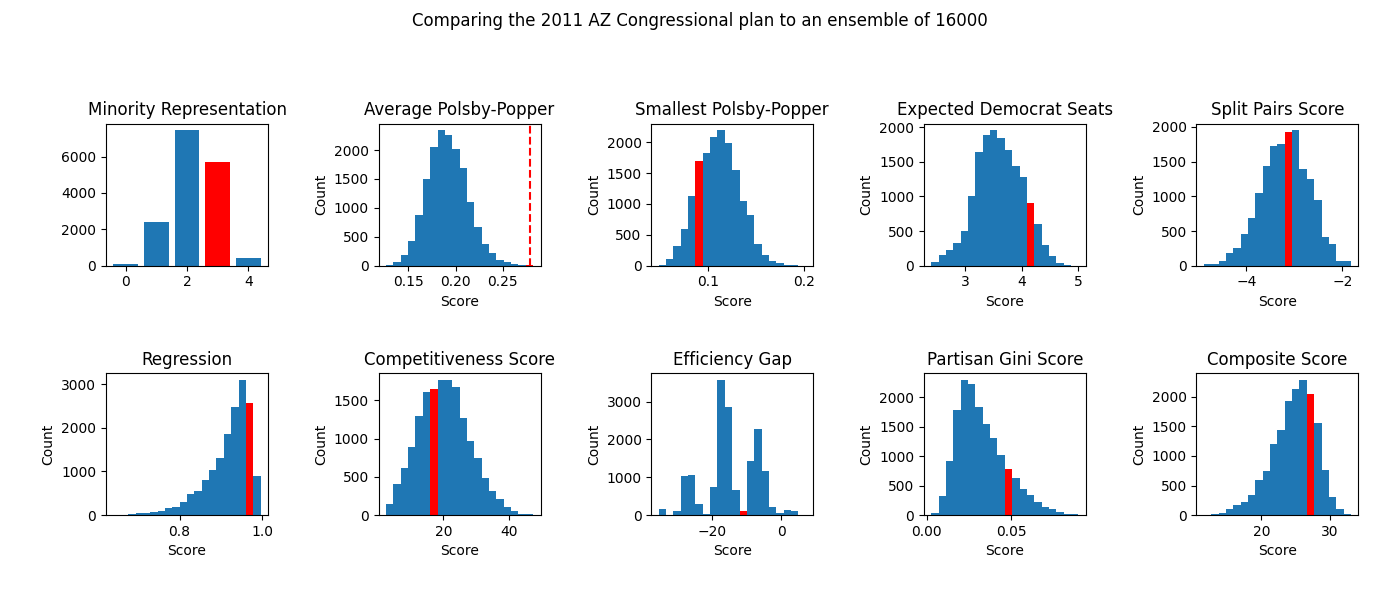 Comparing the 2011 AZ Congressional plan to an ensemble of 16000
Minority Representation
6000
4000
2000
0
0 2 4
Average Polsby-Popper
Count
2000
1500
1000
500
0
0.15 0.20 0.25
Score
Smallest Polsby-Popper
Count
2000
1500
1000
500
0
0.1 0.2
Score
Expected Democrat Seats
Count
2000
1500
1000
500
0
3 4 5
Score
Split Pairs Score
Count
2000
1500
1000
500
0
−4 −2
Score
Regression
Count
3000
2000
1000
0
0.8 1.0
Score
Competitiveness Score
Count
1500
1000
500
0
20 40
Score
Efficiency Gap
Count
3000
2000
1000
0
−20 0
Score
Partisan Gini Score
Count
2000
1500
1000
500
0
0.00 0.05
Score
Composite Score
Count
2000
1500
1000
500
0
20 30
Score